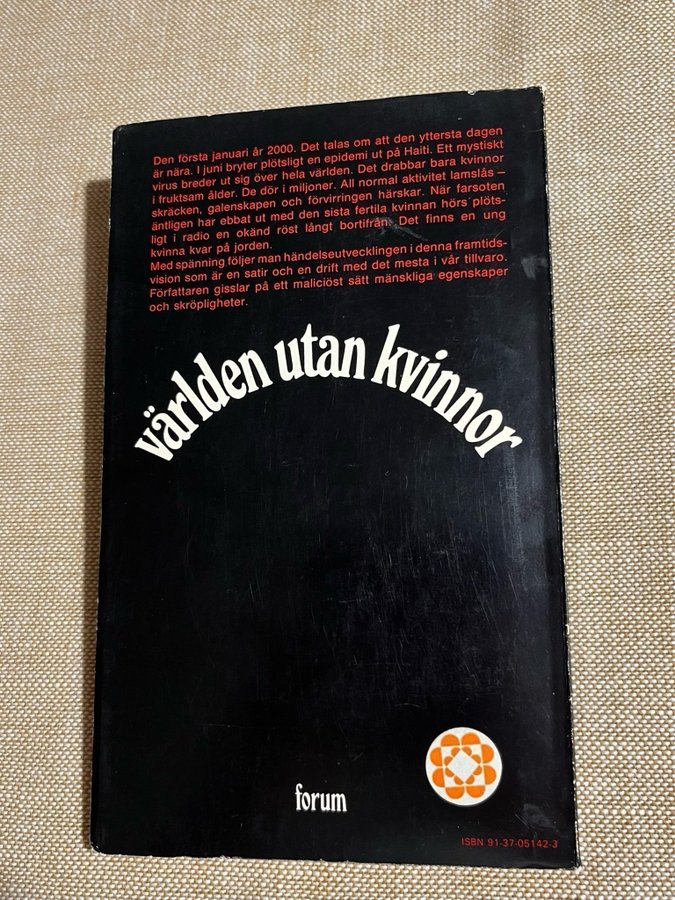 Den första januari år 2000. Det talas om att den yttersta dagen
är nära. I juni bryter plötsligt en epidemi ut på Haiti. Ett mystiskt
virus breder ut sig över hela världen. Det drabbar bara kvinnor
i fruktsam ålder. De dör i miljoner. All normal aktivitet lamslås –
skräcken, galenskapen och förvirringen härskar. När farsoten
äntligen har ebbat ut med den sista fertila kvinnan hörs plöts-
ligt i radio en okänd röst långt bortifrån. Det finns en ung
kvinna kvar på jorden.
Med spänning följer man händelseutvecklingen i denna framtids-
vision som är en satir och en drift med det mesta i vår tillvaro.
Författaren gisslar på ett maliciöst sätt mänskliga egenskaper
och skröpligheter.
världen utan kvinnor
forum
ISBN 91-37-05142-3